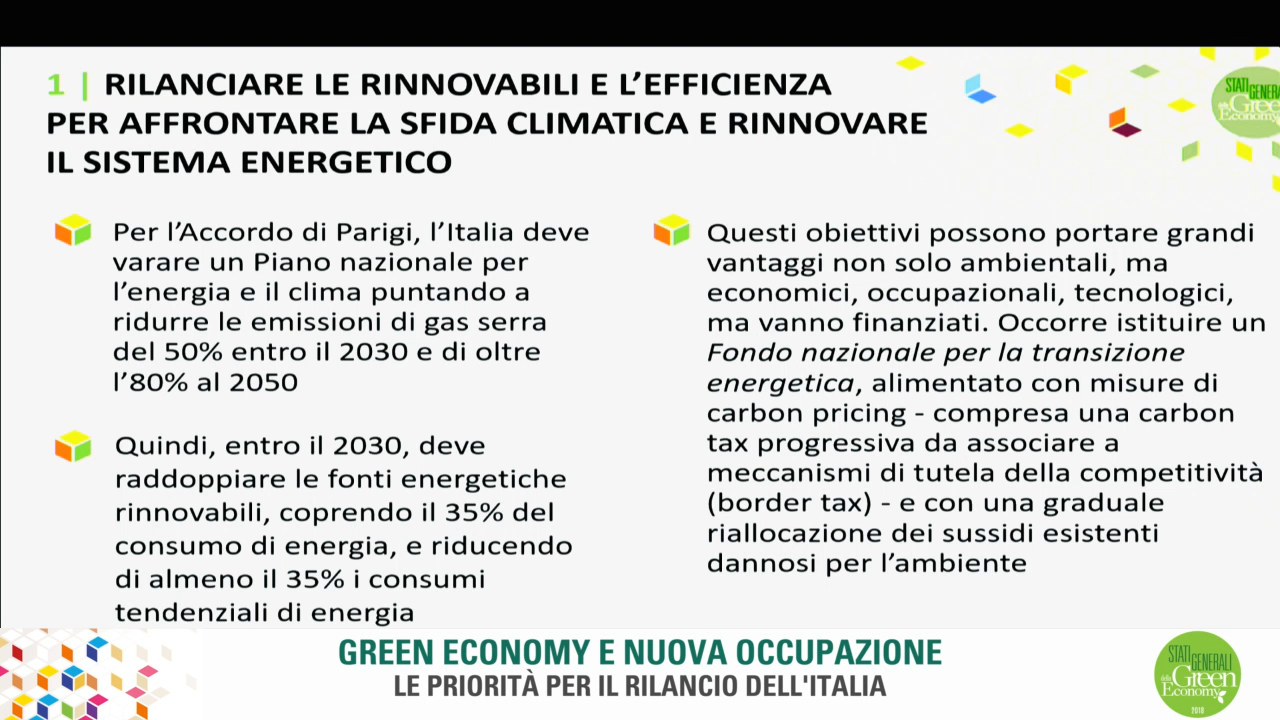 1 | RILANCIARE LE RINNOVABILI E L'EFFICIENZA
PER AFFRONTARE LA SFIDA CLIMATICA E RINNOVARE
IL SISTEMA ENERGETICO
STATI GENERA
della Green
Economy
Per l'Accordo di Parigi, l'Italia deve
varare un Piano nazionale per
l'energia e il clima puntando a
ridurre le emissioni di gas serra
del 50% entro il 2030 e di oltre
l'80% al 2050
Quindi, entro il 2030, deve
raddoppiare le fonti energetiche
rinnovabili, coprendo il 35% del
consumo di energia, e riducendo
di almeno il 35% i consumi
tendenziali di energia
Questi obiettivi possono portare grandi
vantaggi non solo ambientali, ma
economici, occupazionali, tecnologici,
ma vanno finanziati. Occorre istituire un
Fondo nazionale per la transizione
energetica, alimentato con misure di
carbon pricing - compresa una carbon
tax progressiva da associare a
meccanismi di tutela della competitività
(border tax) - e con una graduale
riallocazione dei sussidi esistenti
dannosi per l'ambiente
GREEN ECONOMY E NUOVA OCCUPAZIONE
LE PRIORITÀ PER IL RILANCIO DELL'ITALIA
STATI GENERALI
della Green
Economy
2018